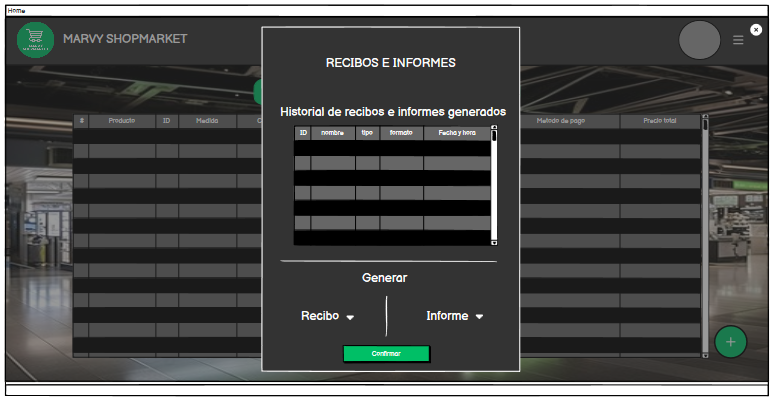 Home
MARVY SHOPMARKET
RECIBOS E INFORMES
Historial de recibos e informes generados
# Producto ID Medida
Metodo de pago Precio total
ID nombre tipo formato Fecha y hora
Generar
Recibo Informe
Confirmar
+